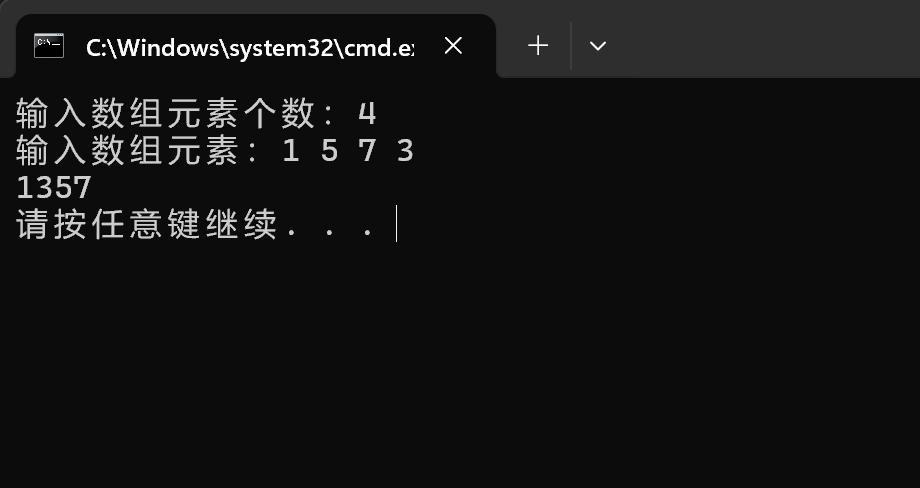 C:\Windows\system32\cmd.ex
输入数组元素个数: 4
输入数组元素: 1 5 7 3
1357
请按任意键继续. . .